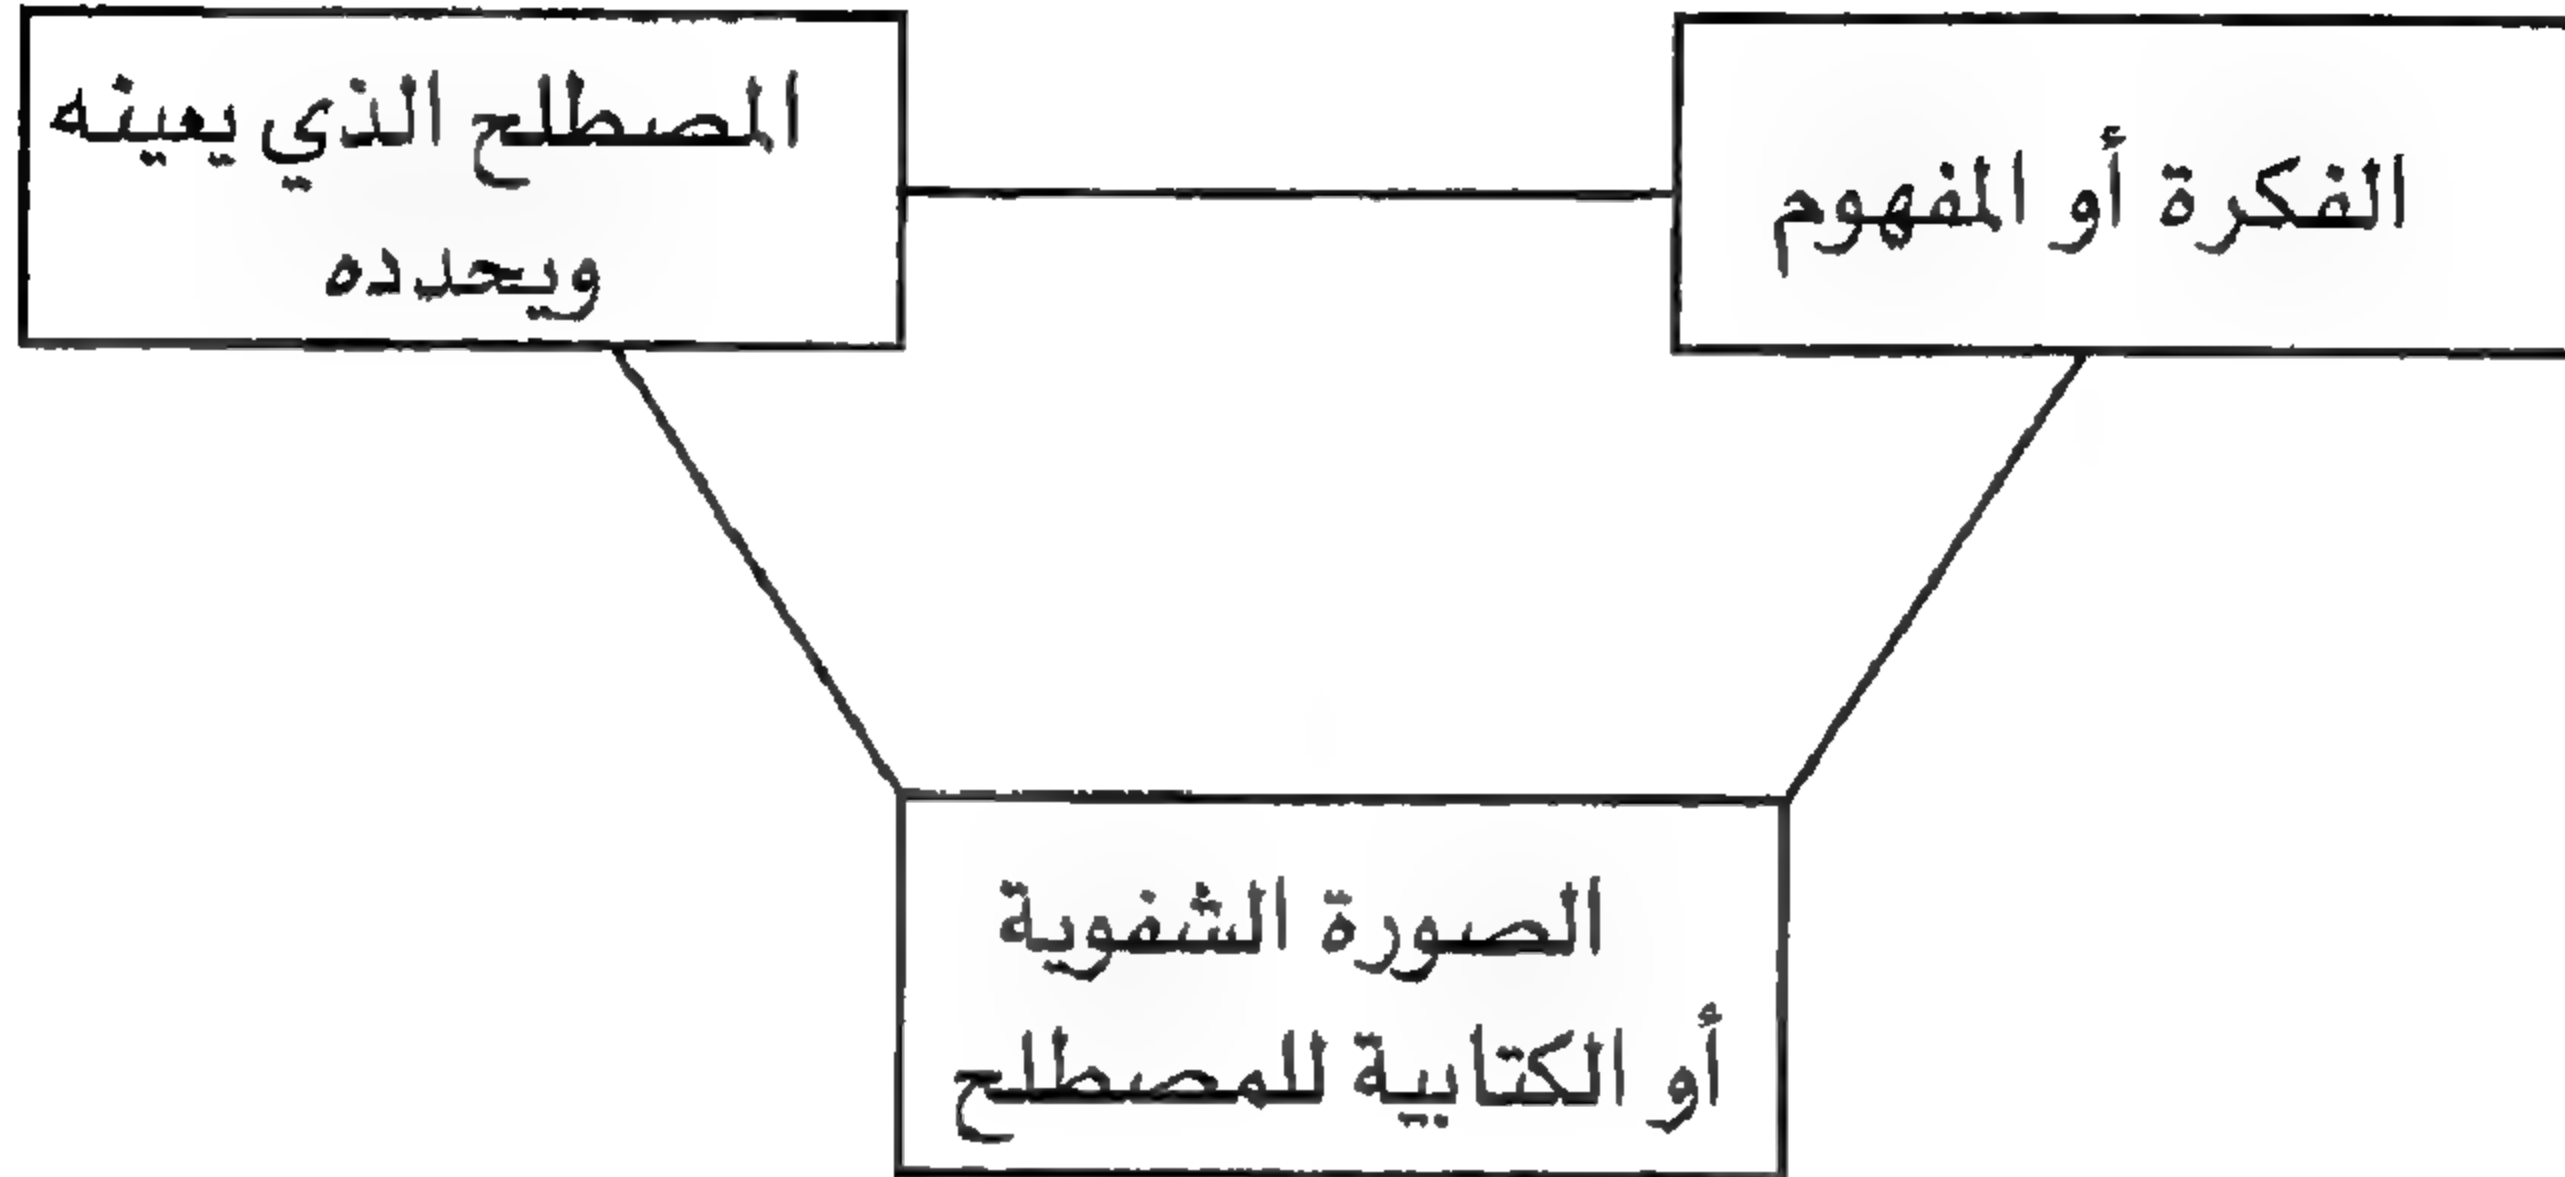 الفكرة أو المفهوم
المصطلح الذي يعينه
ويحدده
الصورة الشفوية
أو الكتابية للمصطلح